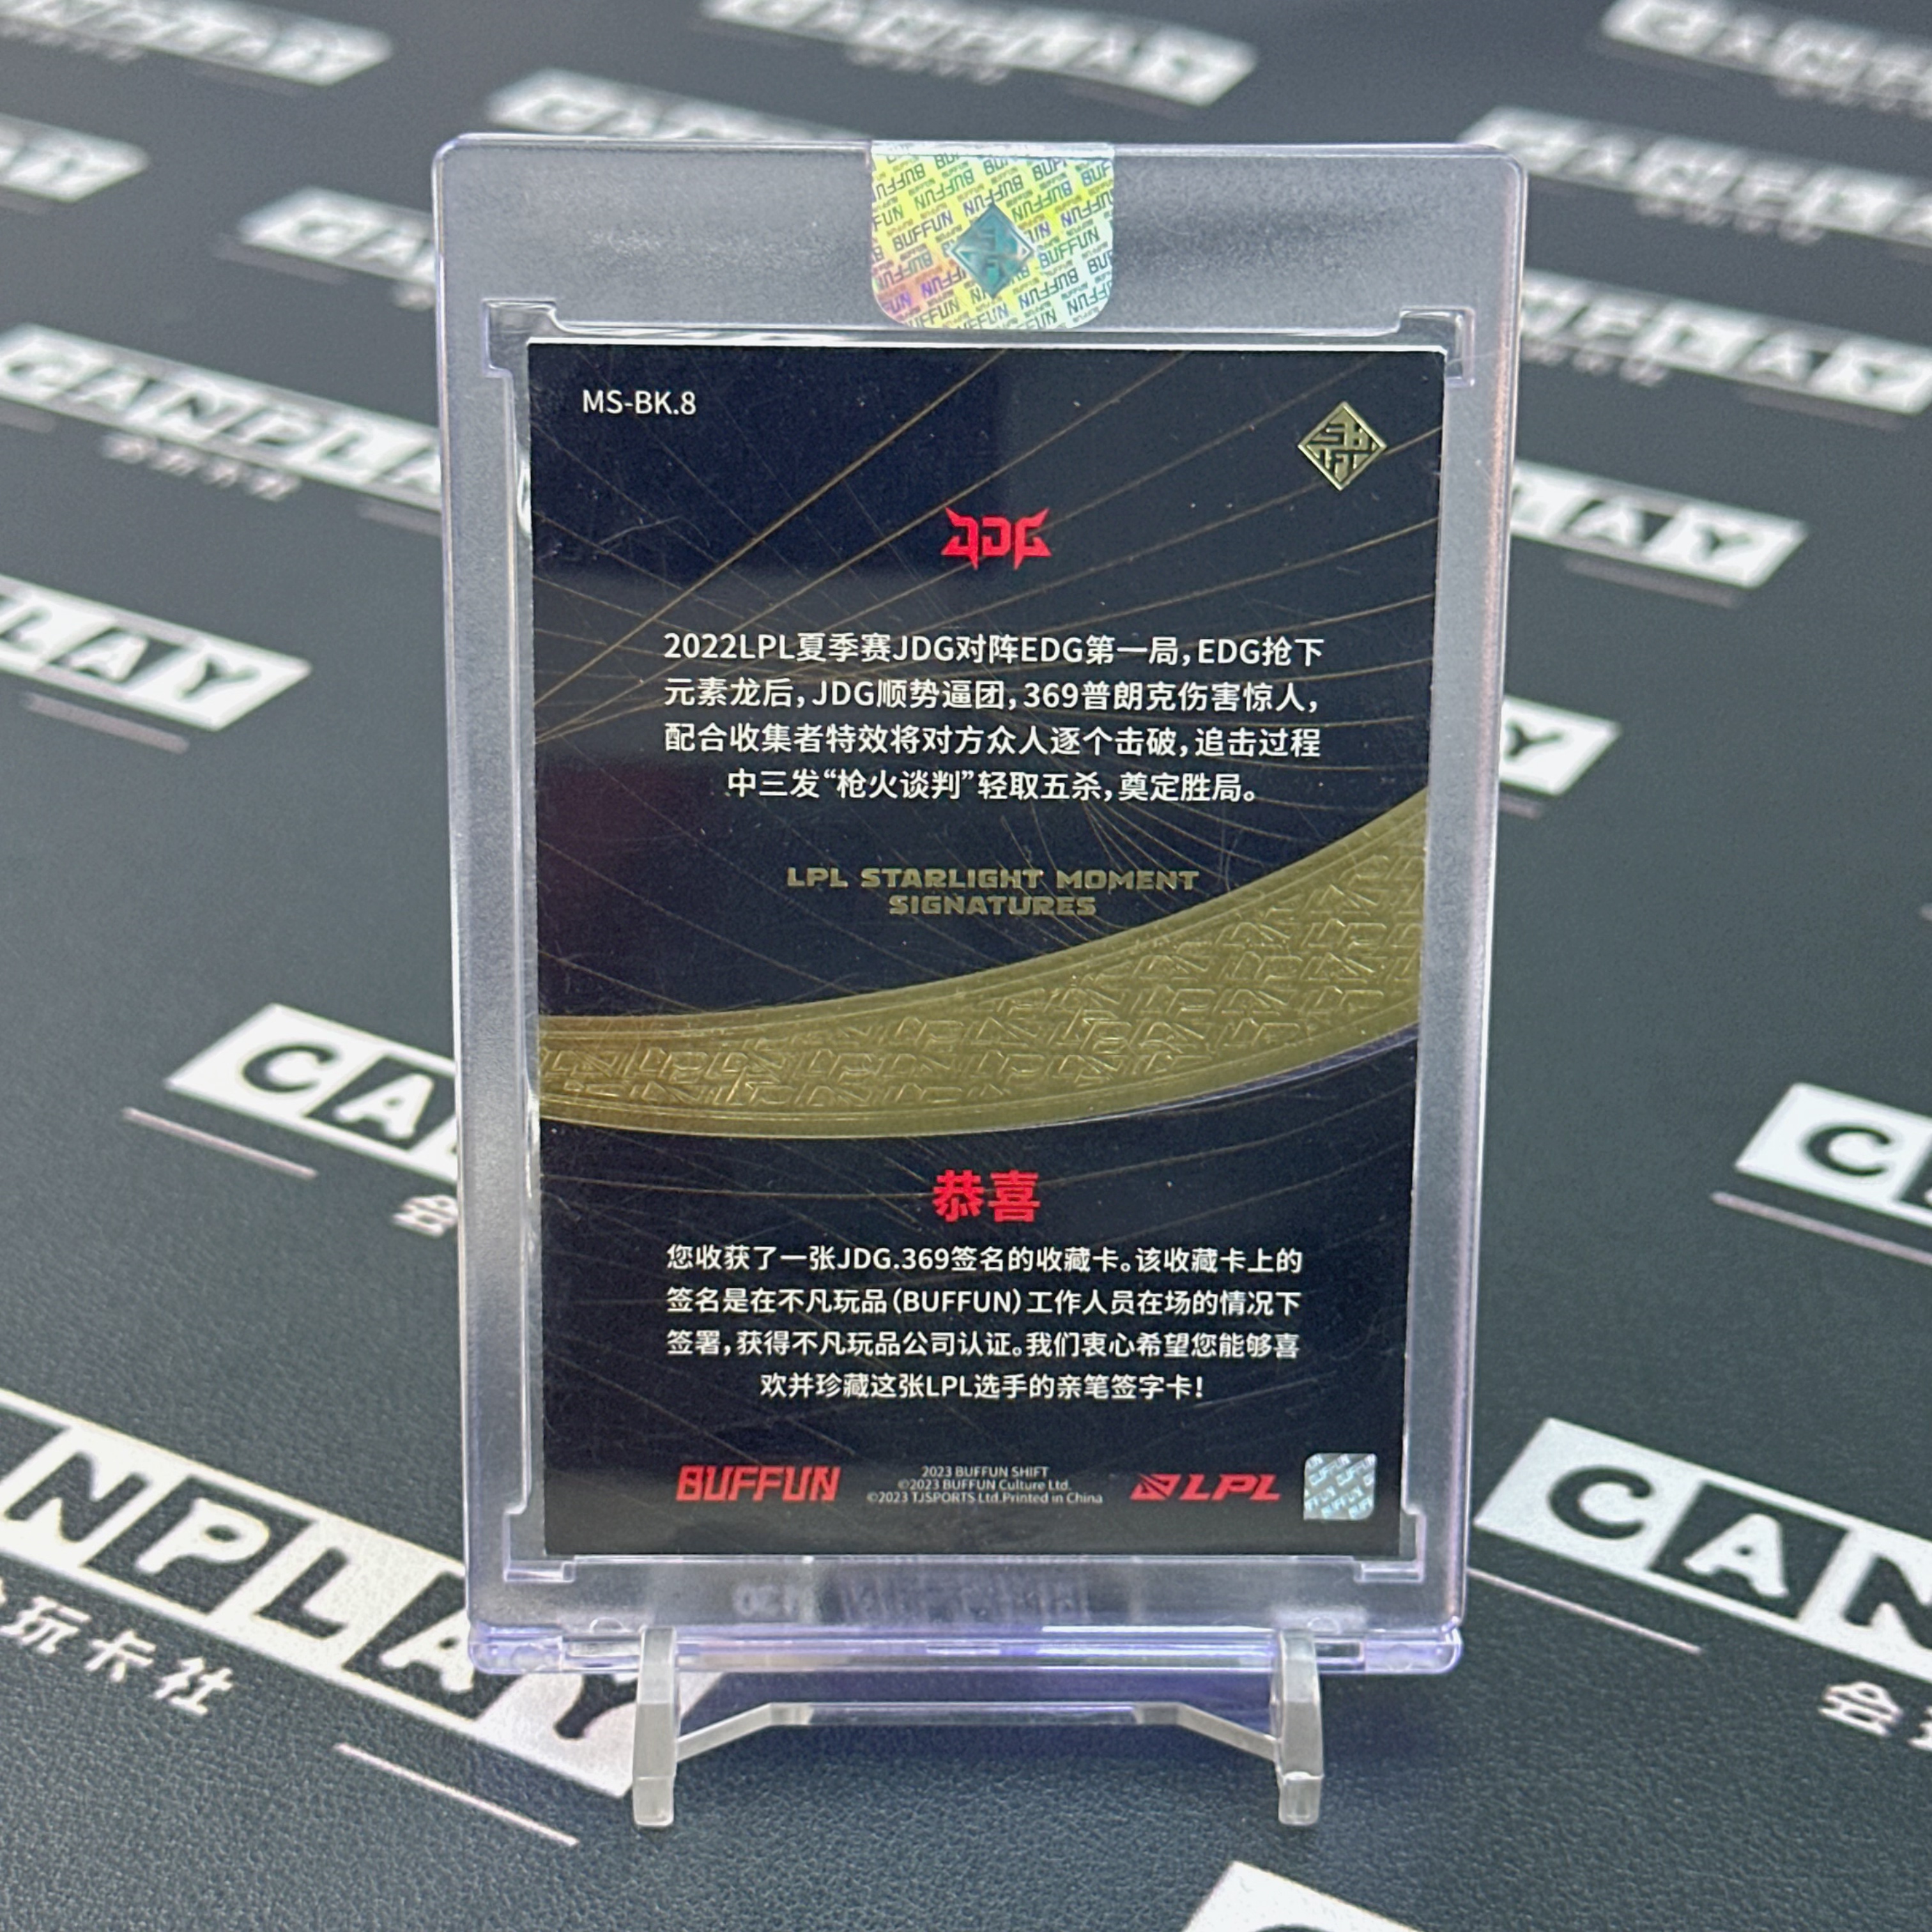 BUFFUN
MS-BK.8
SHIFT
JDG
2022LPL夏季赛JDG对阵EDG第一局,EDG抢下
元素龙后,JDG顺势逼团,369普朗克伤害惊人,
配合收集者特效将对方众人逐个击破,追击过程
中三发“枪火谈判”轻取五杀,奠定胜局。
LPL STARLIGHT MOMENT
SIGNATURES
恭喜
您收获了一张JDG.369签名的收藏卡。该收藏卡上的
签名是在不凡玩品(BUFFUN)工作人员在场的情况下
签署,获得不凡玩品公司认证。我们衷心希望您能够喜
欢并珍藏这张LPL选手的亲笔签字卡!
BUFFUN
2023 BUFFUN SHIFT
©2023 BUFFUN Culture Ltd.
©2023 TJSPORTS Ltd.Printed in China
LPL
CANPLAY
LAY
CA
会
C
NPLAY
玩卡社
CAN
会